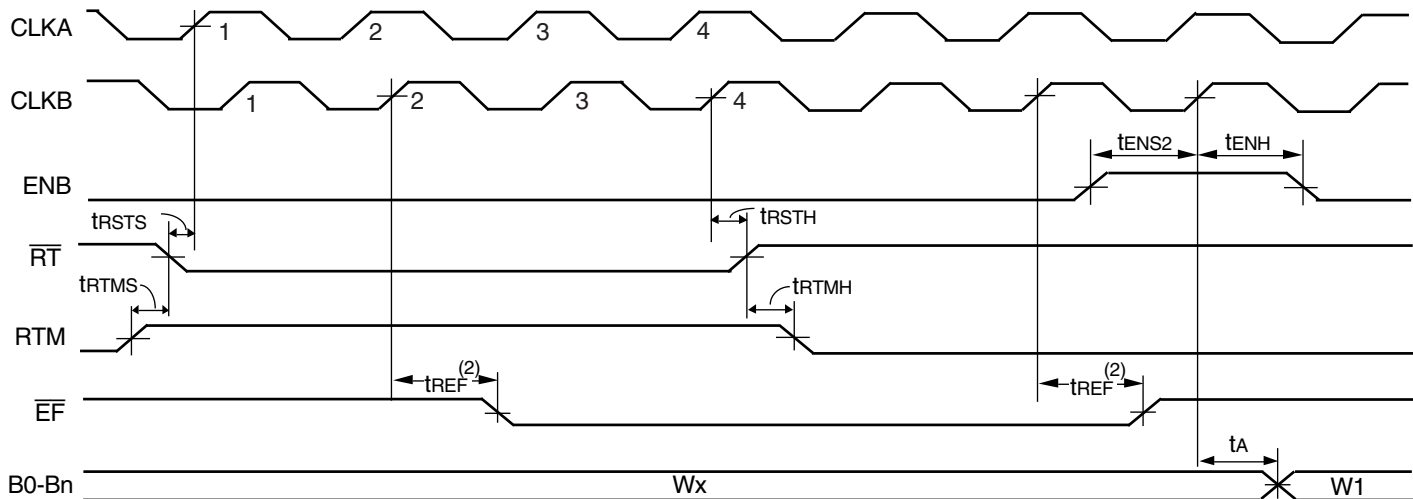 CLKA 1 2 3 4
CLKB 1 2 3 4
tENS2 tENH
ENB
tRSTS tRSTH
RT
tRTMS tRTMH
RTM
tREF(2) tREF(2)
EF
tA
B0-Bn Wx W1